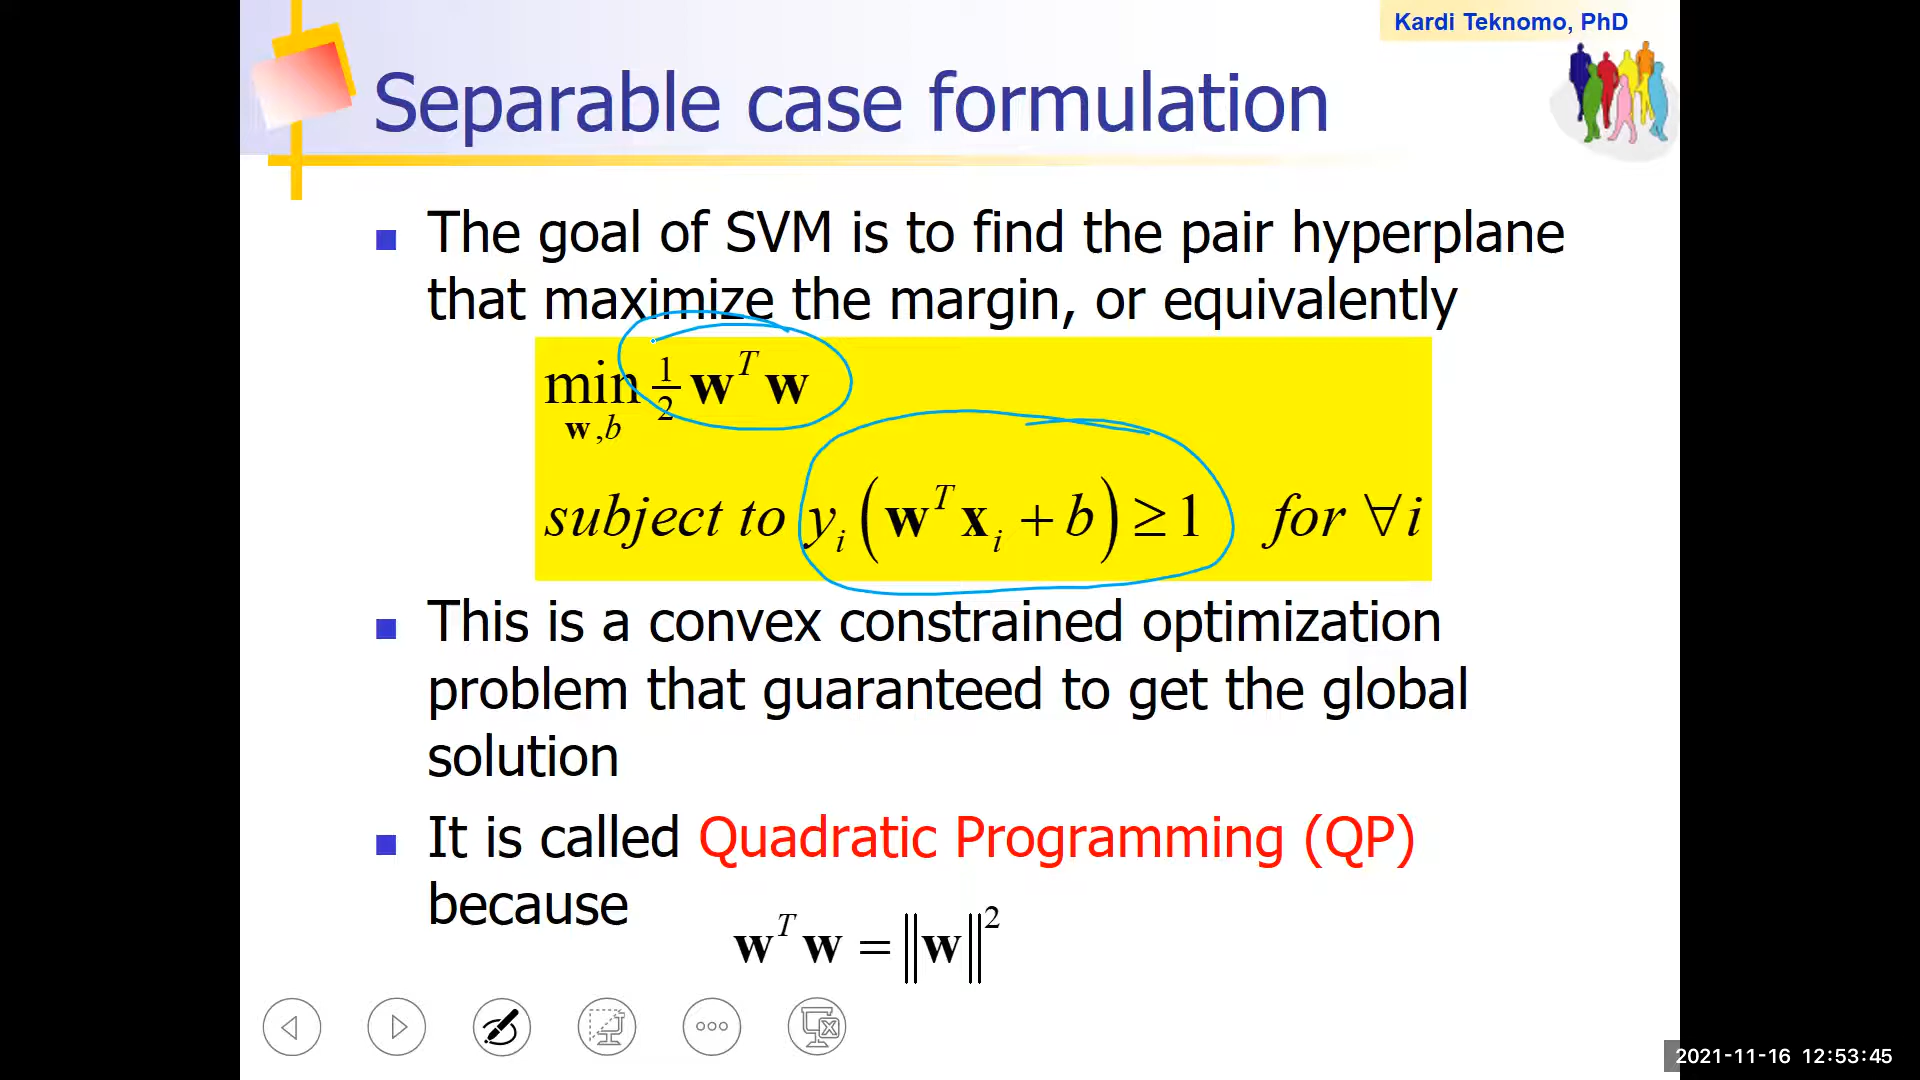 Kardi Teknomo, PhD
Separable case formulation
The goal of SVM is to find the pair hyperplane
that maximize the margin, or equivalently
min ½ wᵀw
w,b
subject to yᵢ(wᵀxᵢ + b) ≥ 1 for ∀i
This is a convex constrained optimization
problem that guaranteed to get the global
solution
It is called Quadratic Programming (QP)
because
wᵀw = ‖w‖²
2021-11-16 12:53:45